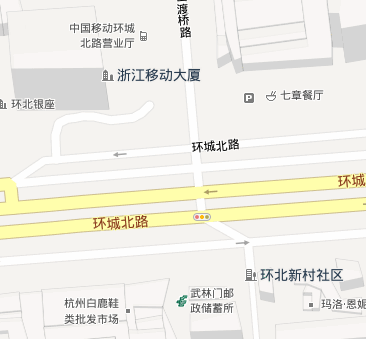 渡桥路
中国移动环城
北路营业厅
浙江移动大厦
环北银座
七章餐厅
环城北路
环城
环城北路
环北新村社区
杭州白鹿鞋
类批发市场
武林门邮
政储蓄所
玛洛·恩妮